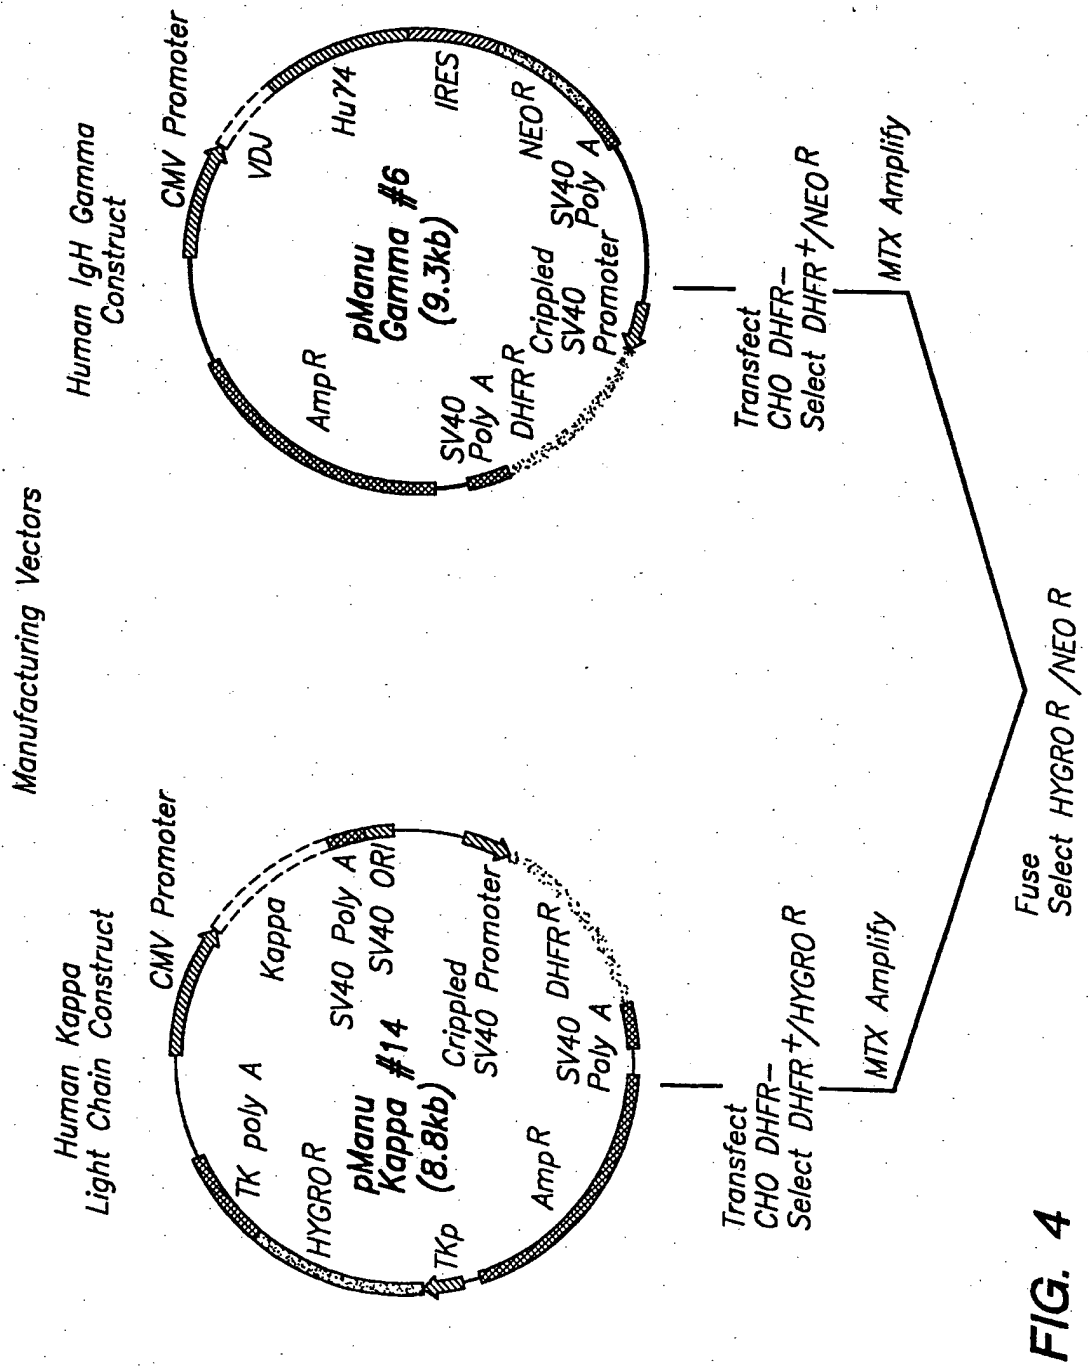 Manufacturing Vectors
Human Kappa
Light Chain Construct
CMV Promoter
Kappa
SV40 Poly A
SV40 ORI
Crippled
SV40 Promoter
SV40 DHFR R
SV40
Poly A
Amp R
TKp
HYGRO R
TK poly A
pManu
Kappa #14
(8.8kb)
Transfect
CHO DHFR-
Select DHFR+/HYGRO R
MTX Amplify
Human IgH Gamma
Construct
CMV Promoter
VDJ
Huγ4
IRES
NEO R
SV40
Poly A
Crippled
SV40
Promoter
DHFR R
SV40
Poly A
Amp R
pManu
Gamma #6
(9.3kb)
Transfect
CHO DHFR-
Select DHFR+/NEO R
MTX Amplify
Fuse
Select HYGRO R/NEO R
FIG. 4